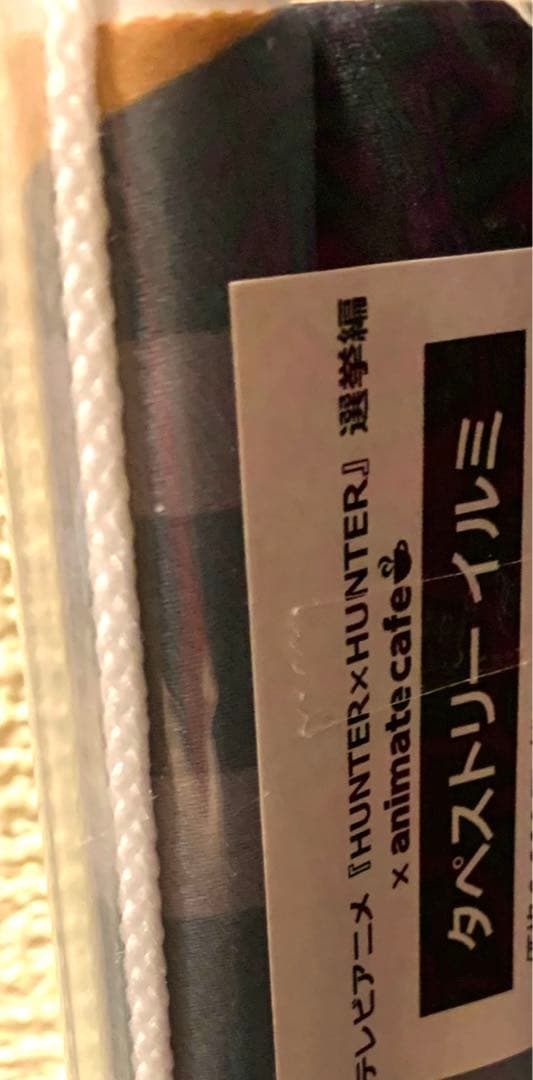 テレビアニメ『HUNTER×HUNTER』選挙編
× animate cafe
タペストリー イルミ